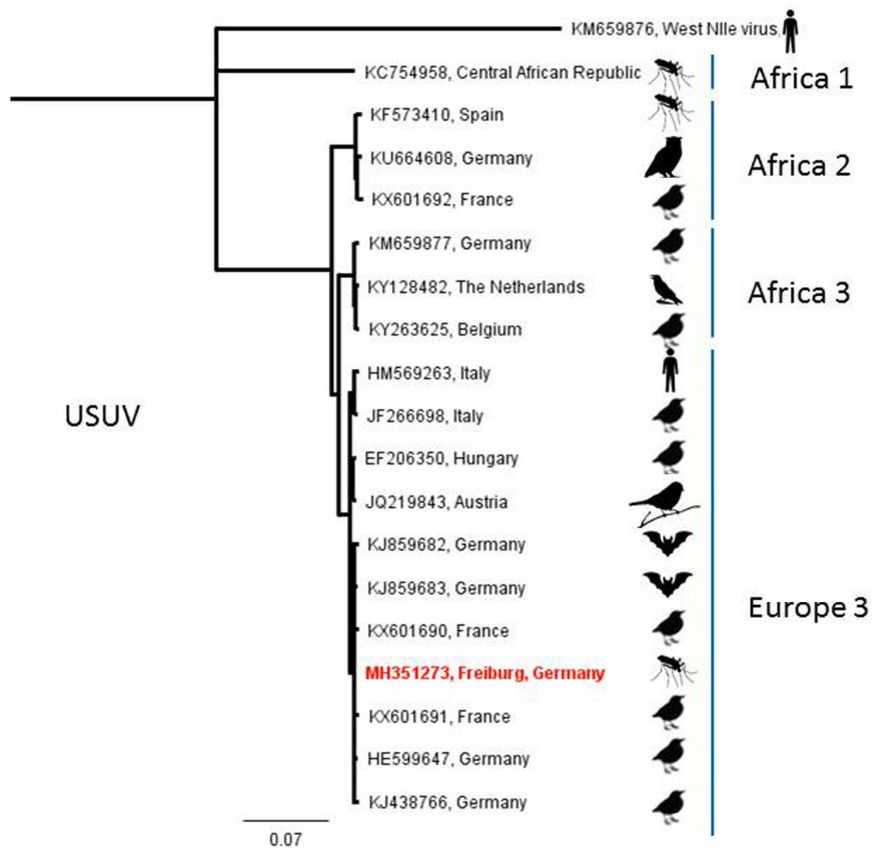 KM659876, West NIle virus
KC754958, Central African Republic
Africa 1
KF573410, Spain
KU664608, Germany
Africa 2
KX601692, France
KM659877, Germany
KY128482, The Netherlands
Africa 3
KY263625, Belgium
HM569263, Italy
USUV
JF266698, Italy
EF206350, Hungary
JQ219843, Austria
KJ859682, Germany
KJ859683, Germany
Europe 3
KX601690, France
MH351273, Freiburg, Germany
KX601691, France
HE599647, Germany
KJ438766, Germany
0.07